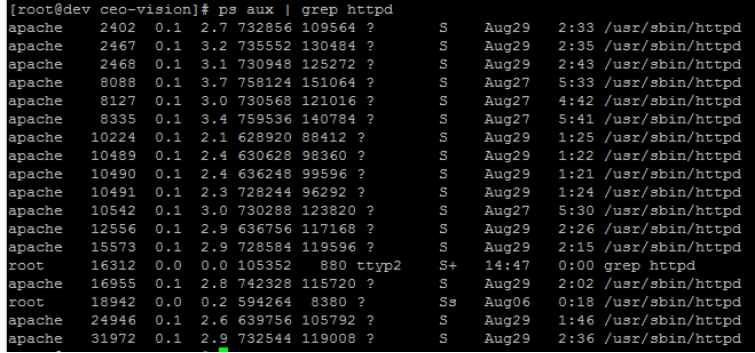 [root@dev ceo-vision]# ps aux | grep httpd
apache    2402  0.1  2.7 732856 109564 ?       S    Aug29   2:33 /usr/sbin/httpd
apache    2467  0.1  3.2 735552 130484 ?       S    Aug29   2:35 /usr/sbin/httpd
apache    2468  0.1  3.1 730948 125272 ?       S    Aug29   2:43 /usr/sbin/httpd
apache    8088  0.1  3.7 758124 151064 ?       S    Aug27   5:33 /usr/sbin/httpd
apache    8127  0.1  3.0 730568 121016 ?       S    Aug27   4:42 /usr/sbin/httpd
apache    8335  0.1  3.4 759536 140784 ?       S    Aug27   5:41 /usr/sbin/httpd
apache   10224  0.1  2.1 628920 88412 ?        S    Aug29   1:25 /usr/sbin/httpd
apache   10489  0.1  2.4 630628 98360 ?        S    Aug29   1:22 /usr/sbin/httpd
apache   10490  0.1  2.4 636248 99596 ?        S    Aug29   1:21 /usr/sbin/httpd
apache   10491  0.1  2.3 728244 96292 ?        S    Aug29   1:24 /usr/sbin/httpd
apache   10542  0.1  3.0 730288 123820 ?       S    Aug27   5:30 /usr/sbin/httpd
apache   12556  0.1  2.9 636756 117168 ?       S    Aug29   2:26 /usr/sbin/httpd
apache   15573  0.1  2.9 728584 119596 ?       S    Aug29   2:15 /usr/sbin/httpd
root     16312  0.0  0.0 105352   880 ttyp2    S+   14:47   0:00 grep httpd
apache   16955  0.1  2.8 742328 115720 ?       S    Aug29   2:02 /usr/sbin/httpd
root     18942  0.0  0.2 594264  8380 ?        Ss   Aug06   0:18 /usr/sbin/httpd
apache   24946  0.1  2.6 639756 105792 ?       S    Aug29   1:46 /usr/sbin/httpd
apache   31972  0.1  2.9 732544 119008 ?       S    Aug29   2:36 /usr/sbin/httpd